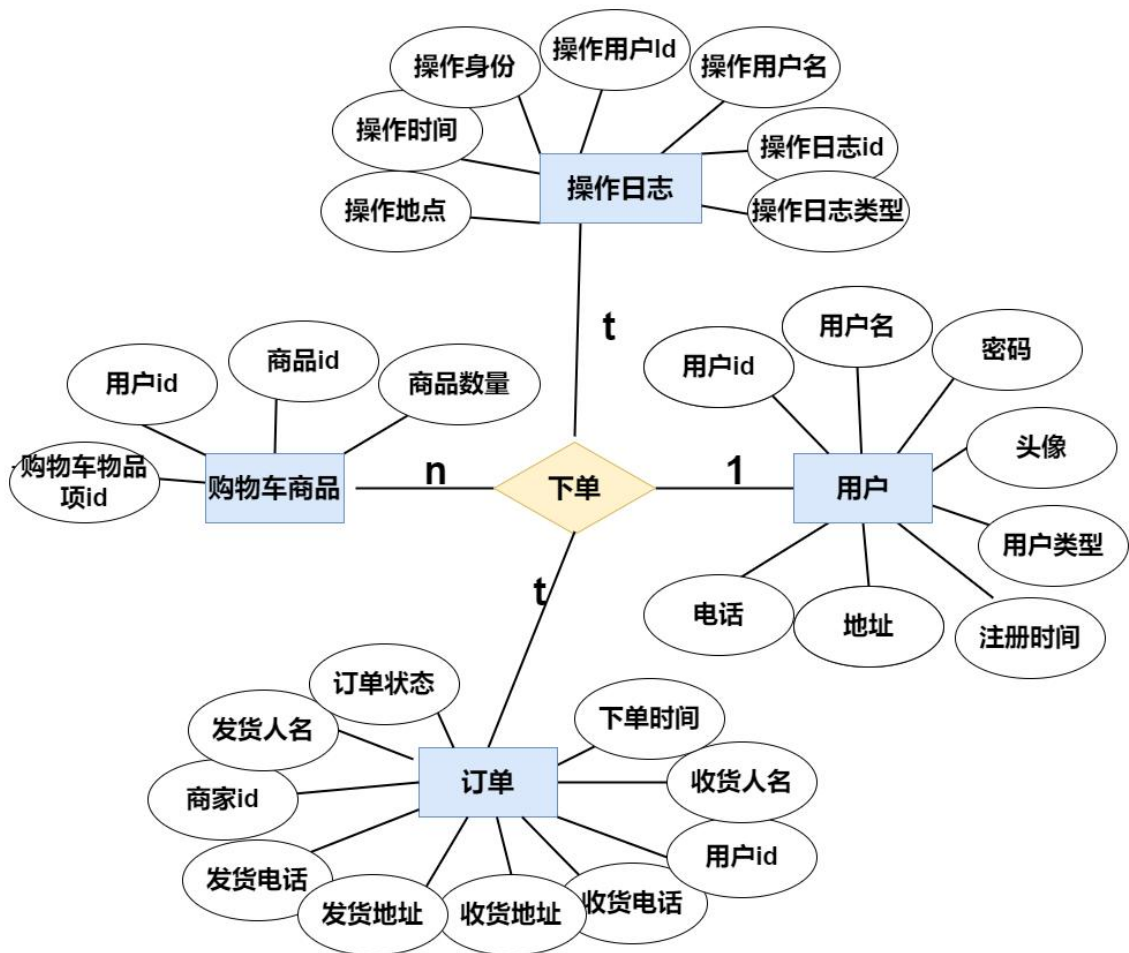 操作用户Id
操作身份
操作用户名
操作时间
操作日志id
操作日志
操作地点
操作日志类型
t
用户名
商品id
密码
用户id
用户id
商品数量
头像
购物车物品
项id
购物车商品
n
下单
1
用户
用户类型
t
电话
地址
注册时间
订单状态
下单时间
发货人名
订单
收货人名
商家id
用户id
发货电话
发货地址
收货地址
收货电话